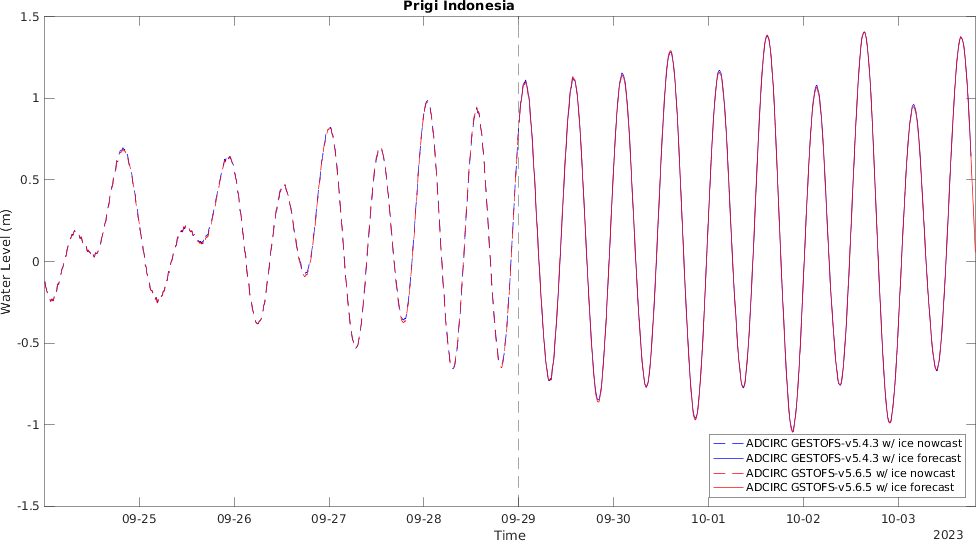 Prigi Indonesia
1.5
1
0.5
0
-0.5
-1
-1.5
Water Level (m)
ADCIRC GESTOFS-v5.4.3 w/ ice nowcast
ADCIRC GESTOFS-v5.4.3 w/ ice forecast
ADCIRC GSTOFS-v5.6.5 w/ ice nowcast
ADCIRC GSTOFS-v5.6.5 w/ ice forecast
09-25 09-26 09-27 09-28 09-29 09-30 10-01 10-02 10-03
Time
2023